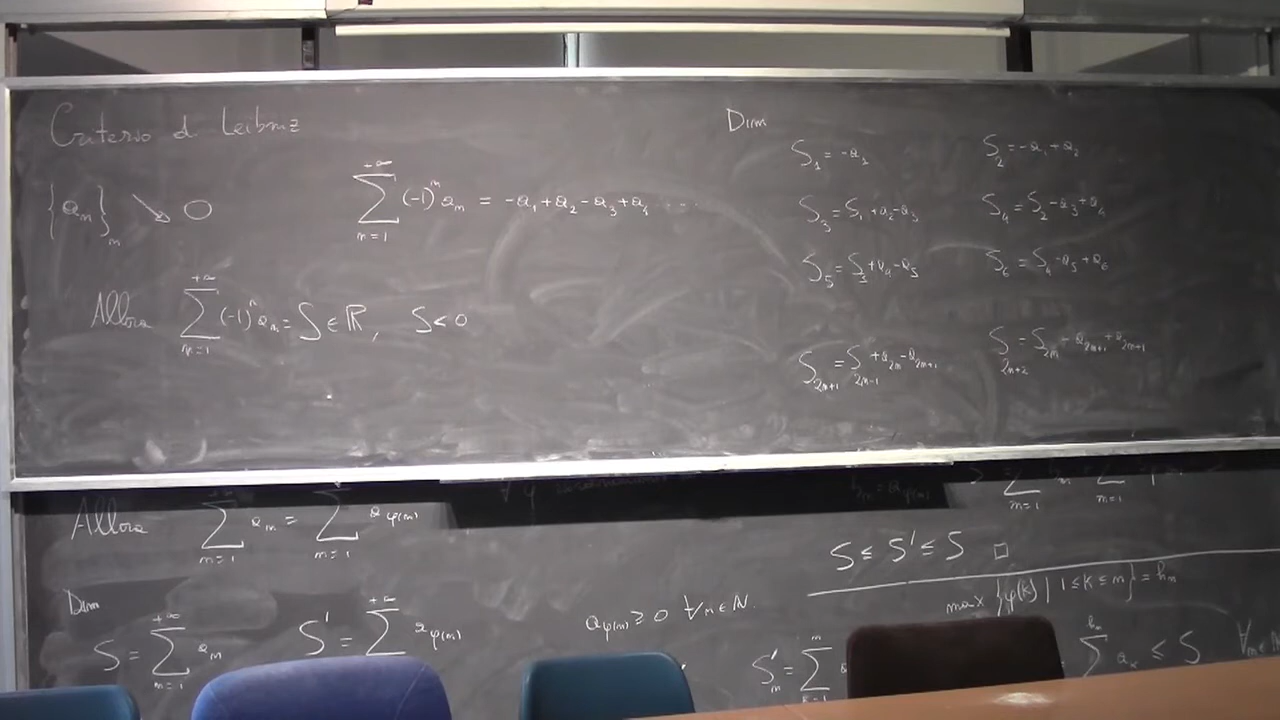 Criterio di Leibniz
{a_n}_n ↘ 0
∑_{n=1}^{+∞} (-1)^n a_n = -a_1 + a_2 - a_3 + a_4 ....
Allora ∑_{n=1}^{+∞} (-1)^n a_n = S ∈ ℝ, S < 0
Dim
S_1 = -a_1
S_2 = -a_1 + a_2
S_3 = S_1 + a_2 - a_3
S_4 = S_2 - a_3 + a_4
S_5 = S_3 + a_4 - a_5
S_6 = S_4 - a_5 + a_6
S_{2n+1} = S_{2n-1} + a_{2n} - a_{2n+1}
S_{2n+2} = S_{2n} - a_{2n+1} + a_{2n+1}
∀ φ
b_n = a_{φ(n)}
Allora ∑_{n=1} a_n = ∑_{n=1} a_{φ(n)}
S ≤ S' ≤ S □
Dim
S = ∑_{n=1}^{+∞} a_n
S' = ∑^{+∞} a_{φ(n)}
a_{φ(n)} ≥ 0 ∀n∈ℕ.
max {φ(k) | 1≤k≤n} = h_n
S'_n = ∑_{k=1}^{n}
∑^{h_n} a_k ≤ S ∀n∈